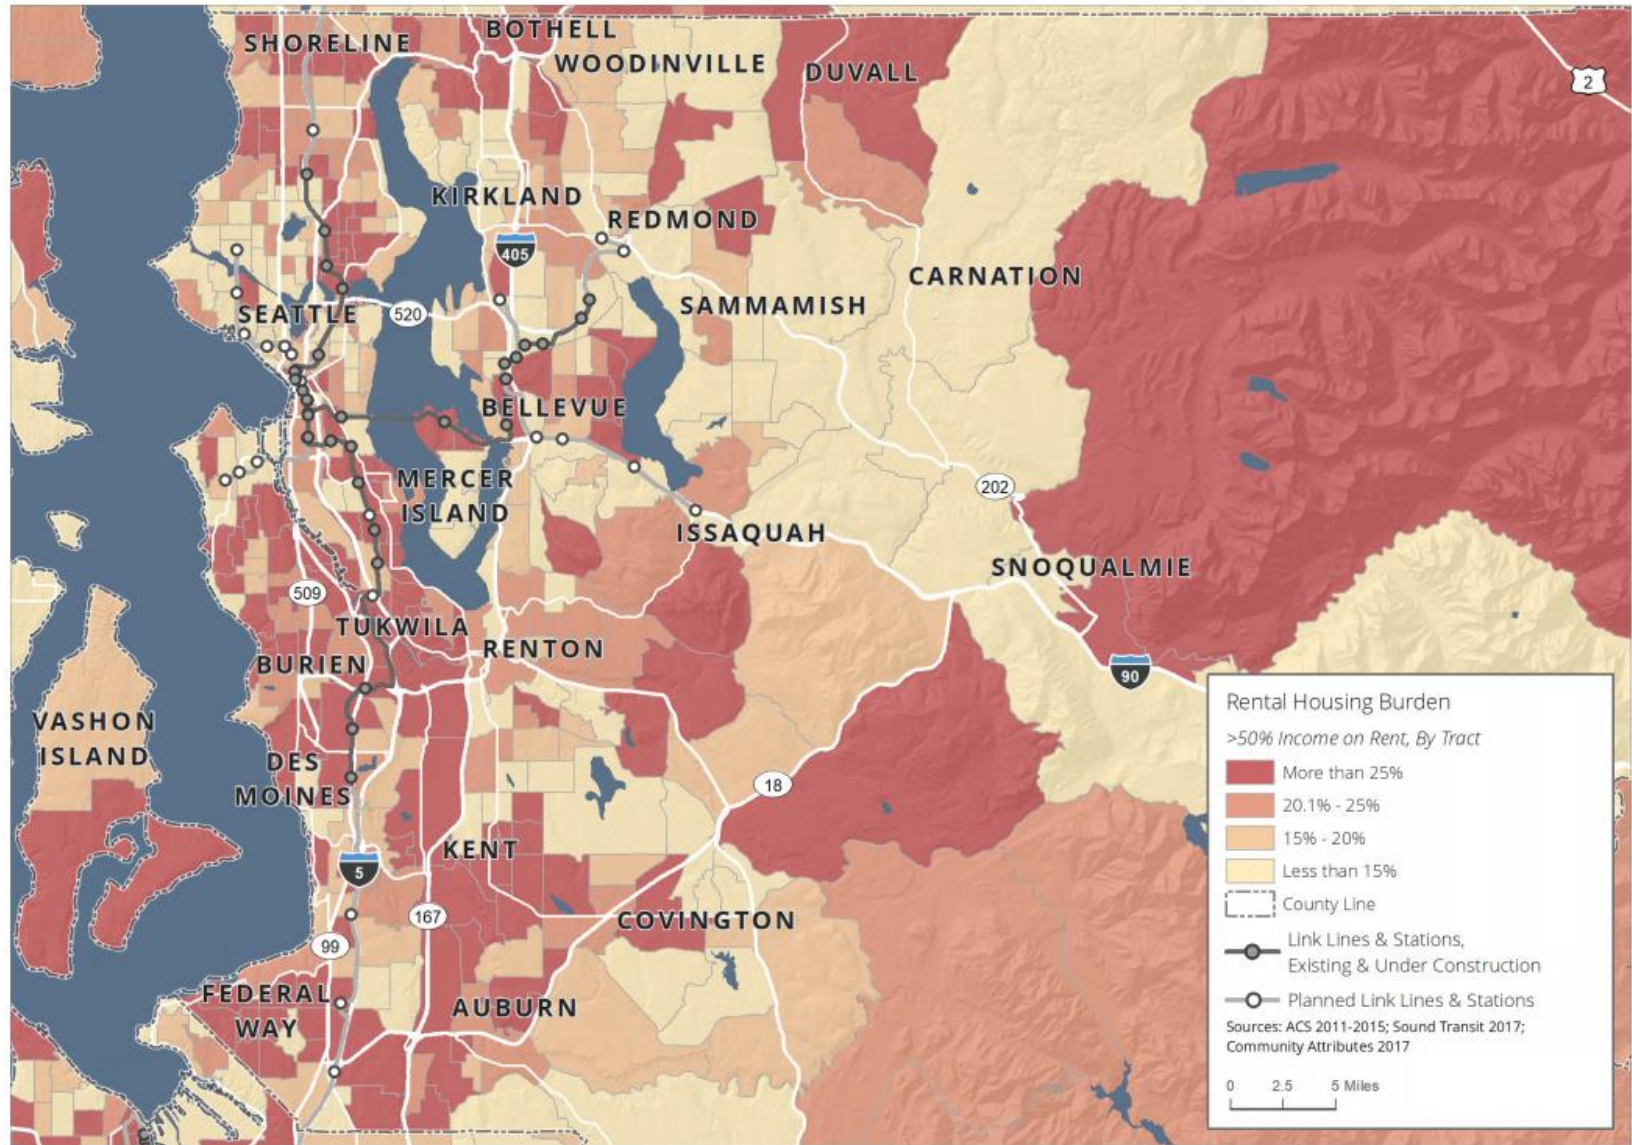 SHORELINE
BOTHELL
WOODINVILLE
DUVALL
2
KIRKLAND
REDMOND
405
CARNATION
SAMMAMISH
SEATTLE
520
BELLEVUE
MERCER
ISLAND
202
ISSAQUAH
SNOQUALMIE
509
TUKWILA
RENTON
BURIEN
90
VASHON
ISLAND
DES
MOINES
18
KENT
5
167
COVINGTON
99
FEDERAL
WAY
AUBURN
Rental Housing Burden
>50% Income on Rent, By Tract
More than 25%
20.1% - 25%
15% - 20%
Less than 15%
County Line
Link Lines & Stations,
Existing & Under Construction
Planned Link Lines & Stations
Sources: ACS 2011-2015; Sound Transit 2017;
Community Attributes 2017
0 2.5 5 Miles